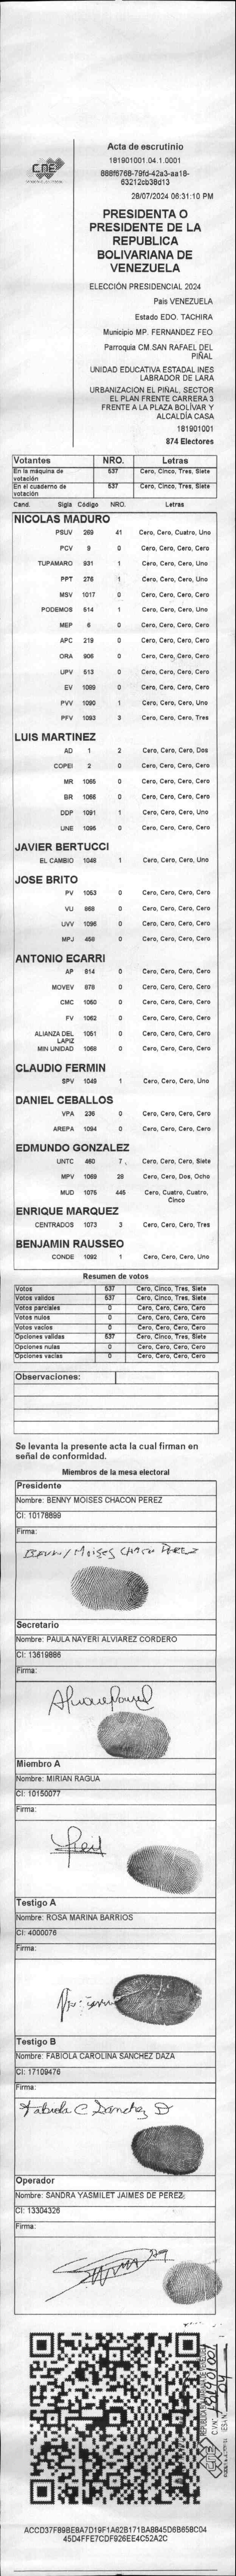 Acta de escrutinio
181901001.04.1.0001
888f6768-79fd-42a3-aa18-
63212cb38d13
28/07/2024 06:31:10 PM
PRESIDENTA O
PRESIDENTE DE LA
REPUBLICA
BOLIVARIANA DE
VENEZUELA
ELECCIÓN PRESIDENCIAL 2024
Pais VENEZUELA
Estado EDO. TACHIRA
Municipio MP. FERNANDEZ FEO
Parroquia CM.SAN RAFAEL DEL
PIÑAL
UNIDAD EDUCATIVA ESTADAL INES
LABRADOR DE LARA
URBANIZACION EL PIÑAL, SECTOR
EL PLAN FRENTE CARRERA 3
FRENTE A LA PLAZA BOLÍVAR Y
ALCALDÍA CASA
181901001
874 Electores
Votantes NRO. Letras
En la máquina de votación 537 Cero, Cinco, Tres, Siete
En el cuaderno de votación 537 Cero, Cinco, Tres, Siete
Cand. Sigla Código NRO. Letras
NICOLAS MADURO
PSUV 269 41 Cero, Cero, Cuatro, Uno
PCV 9 0 Cero, Cero, Cero, Cero
TUPAMARO 931 1 Cero, Cero, Cero, Uno
PPT 276 1 Cero, Cero, Cero, Uno
MSV 1017 0 Cero, Cero, Cero, Cero
PODEMOS 514 1 Cero, Cero, Cero, Uno
MEP 6 0 Cero, Cero, Cero, Cero
APC 219 0 Cero, Cero, Cero, Cero
ORA 906 0 Cero, Cero, Cero, Cero
UPV 513 0 Cero, Cero, Cero, Cero
EV 1089 0 Cero, Cero, Cero, Cero
PVV 1090 1 Cero, Cero, Cero, Uno
PFV 1093 3 Cero, Cero, Cero, Tres
LUIS MARTINEZ
AD 1 2 Cero, Cero, Cero, Dos
COPEI 2 0 Cero, Cero, Cero, Cero
MR 1065 0 Cero, Cero, Cero, Cero
BR 1066 0 Cero, Cero, Cero, Cero
DDP 1091 1 Cero, Cero, Cero, Uno
UNE 1095 0 Cero, Cero, Cero, Cero
JAVIER BERTUCCI
EL CAMBIO 1048 1 Cero, Cero, Cero, Uno
JOSE BRITO
PV 1053 0 Cero, Cero, Cero, Cero
VU 868 0 Cero, Cero, Cero, Cero
UVV 1096 0 Cero, Cero, Cero, Cero
MPJ 458 0 Cero, Cero, Cero, Cero
ANTONIO ECARRI
AP 814 0 Cero, Cero, Cero, Cero
MOVEV 878 0 Cero, Cero, Cero, Cero
CMC 1050 0 Cero, Cero, Cero, Cero
FV 1052 0 Cero, Cero, Cero, Cero
ALIANZA DEL LAPIZ 1051 0 Cero, Cero, Cero, Cero
MIN UNIDAD 1068 0 Cero, Cero, Cero, Cero
CLAUDIO FERMIN
SPV 1049 1 Cero, Cero, Cero, Uno
DANIEL CEBALLOS
VPA 236 0 Cero, Cero, Cero, Cero
AREPA 1094 0 Cero, Cero, Cero, Cero
EDMUNDO GONZALEZ
UNTC 460 7 Cero, Cero, Cero, Siete
MPV 1069 28 Cero, Cero, Dos, Ocho
MUD 1075 445 Cero, Cuatro, Cuatro, Cinco
ENRIQUE MARQUEZ
CENTRADOS 1073 3 Cero, Cero, Cero, Tres
BENJAMIN RAUSSEO
CONDE 1092 1 Cero, Cero, Cero, Uno
Resumen de votos
Votos 537 Cero, Cinco, Tres, Siete
Votos validos 537 Cero, Cinco, Tres, Siete
Votos parciales 0 Cero, Cero, Cero, Cero
Votos nulos 0 Cero, Cero, Cero, Cero
Votos vacios 0 Cero, Cero, Cero, Cero
Opciones validas 537 Cero, Cinco, Tres, Siete
Opciones nulas 0 Cero, Cero, Cero, Cero
Opciones vacias 0 Cero, Cero, Cero, Cero
Observaciones:
Se levanta la presente acta la cual firman en
señal de conformidad.
Miembros de la mesa electoral
Presidente
Nombre: BENNY MOISES CHACON PEREZ
CI: 10178699
Firma:
BENNY MOISES CHACON PEREZ
Secretario
Nombre: PAULA NAYERI ALVIAREZ CORDERO
CI: 13619886
Firma:
Miembro A
Nombre: MIRIAN RAGUA
CI: 10150077
Firma:
Testigo A
Nombre: ROSA MARINA BARRIOS
CI: 4000076
Firma:
Testigo B
Nombre: FABIOLA CAROLINA SANCHEZ DAZA
CI: 17109476
Firma:
Fabiola C Sanchez D
Operador
Nombre: SANDRA YASMILET JAIMES DE PEREZ
CI: 13304326
Firma:
ACCD37F89BE8A7D19F1A62B171BA8845D6B658C04
45D4FFE7CDF926EE4C52A2C